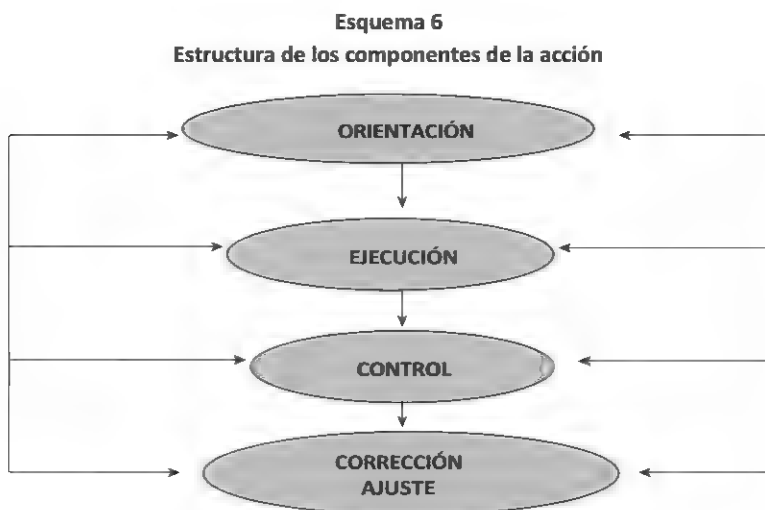 Esquema 6
Estructura de los componentes de la acción
ORIENTACIÓN
EJECUCIÓN
CONTROL
CORRECCIÓN
AJUSTE